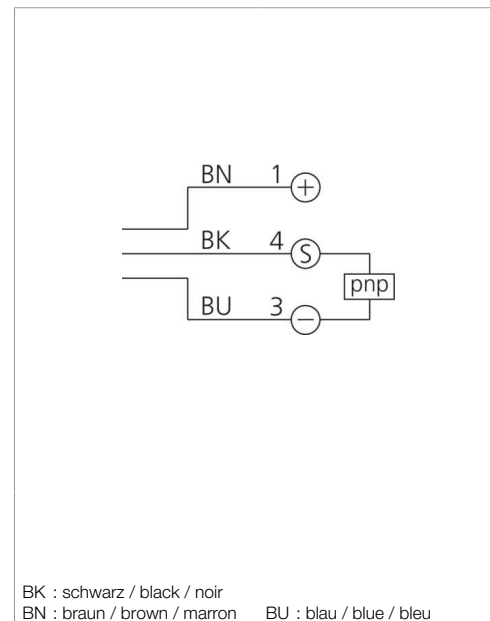 BN 1 +
BK 4 S
pnp
BU 3 −
BK : schwarz / black / noir
BN : braun / brown / marron BU : blau / blue / bleu